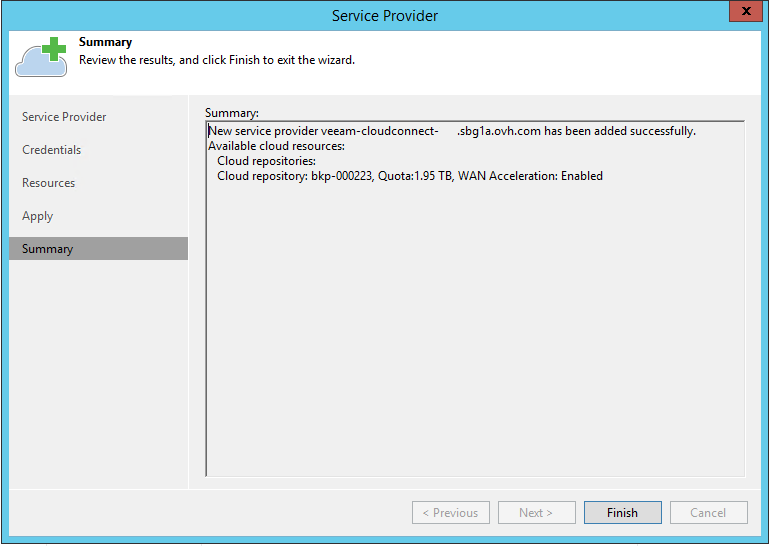 Service Provider
x
Summary
Review the results, and click Finish to exit the wizard.
Service Provider
Credentials
Resources
Apply
Summary
Summary:
New service provider veeam-cloudconnect- .sbg1a.ovh.com has been added successfully.
Available cloud resources:
Cloud repositories:
Cloud repository: bkp-000223, Quota:1.95 TB, WAN Acceleration: Enabled
< Previous
Next >
Finish
Cancel